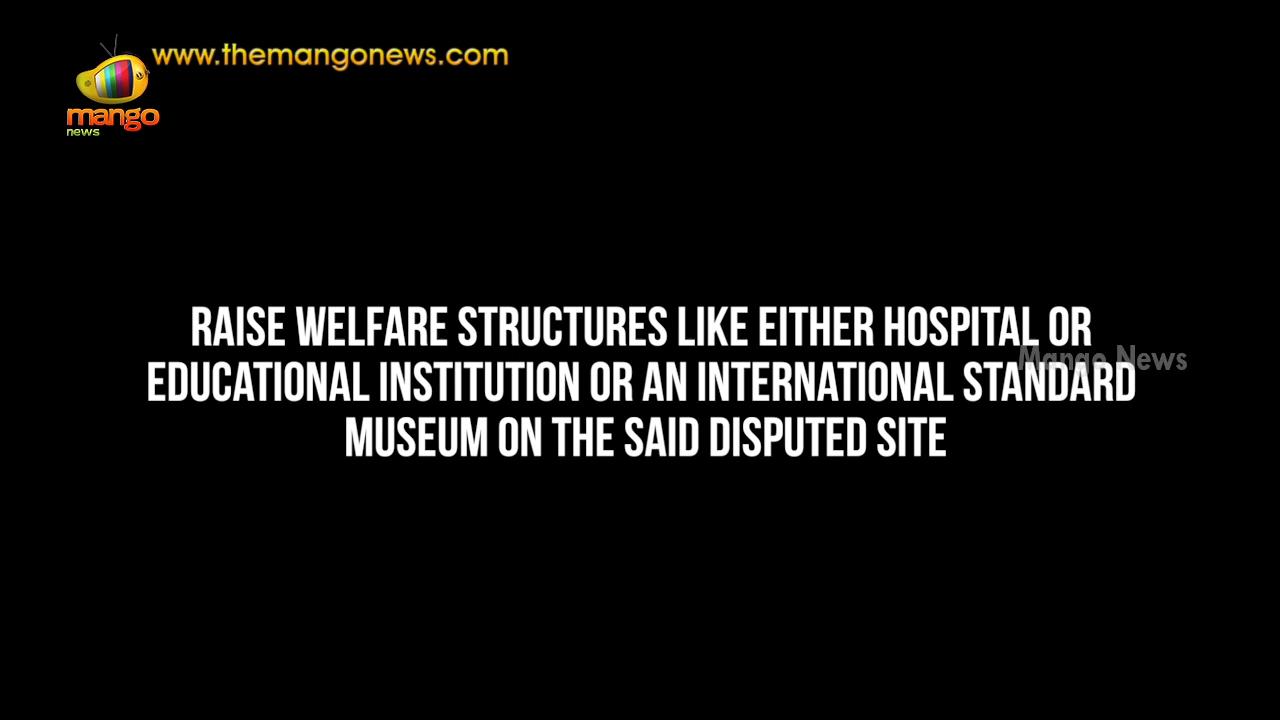 www.themangonews.com
mango
news
RAISE WELFARE STRUCTURES LIKE EITHER HOSPITAL OR
EDUCATIONAL INSTITUTION OR AN INTERNATIONAL STANDARD
Mango News
MUSEUM ON THE SAID DISPUTED SITE